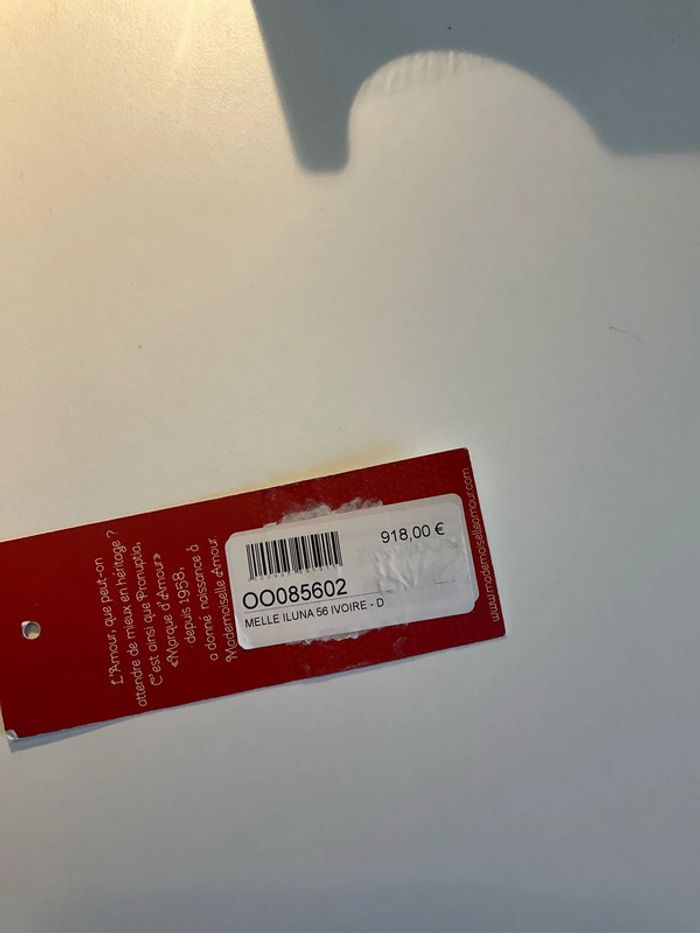 L'Amour, que peut-on
attendre de mieux en héritage ?
C'est ainsi que Pronuptia,
«Marque d'Amour»
depuis 1958,
a donné naissance à
Mademoiselle Amour.
918,00 €
OO085602
MELLE ILUNA 56 IVOIRE - D
www.mademoiselleamour.com